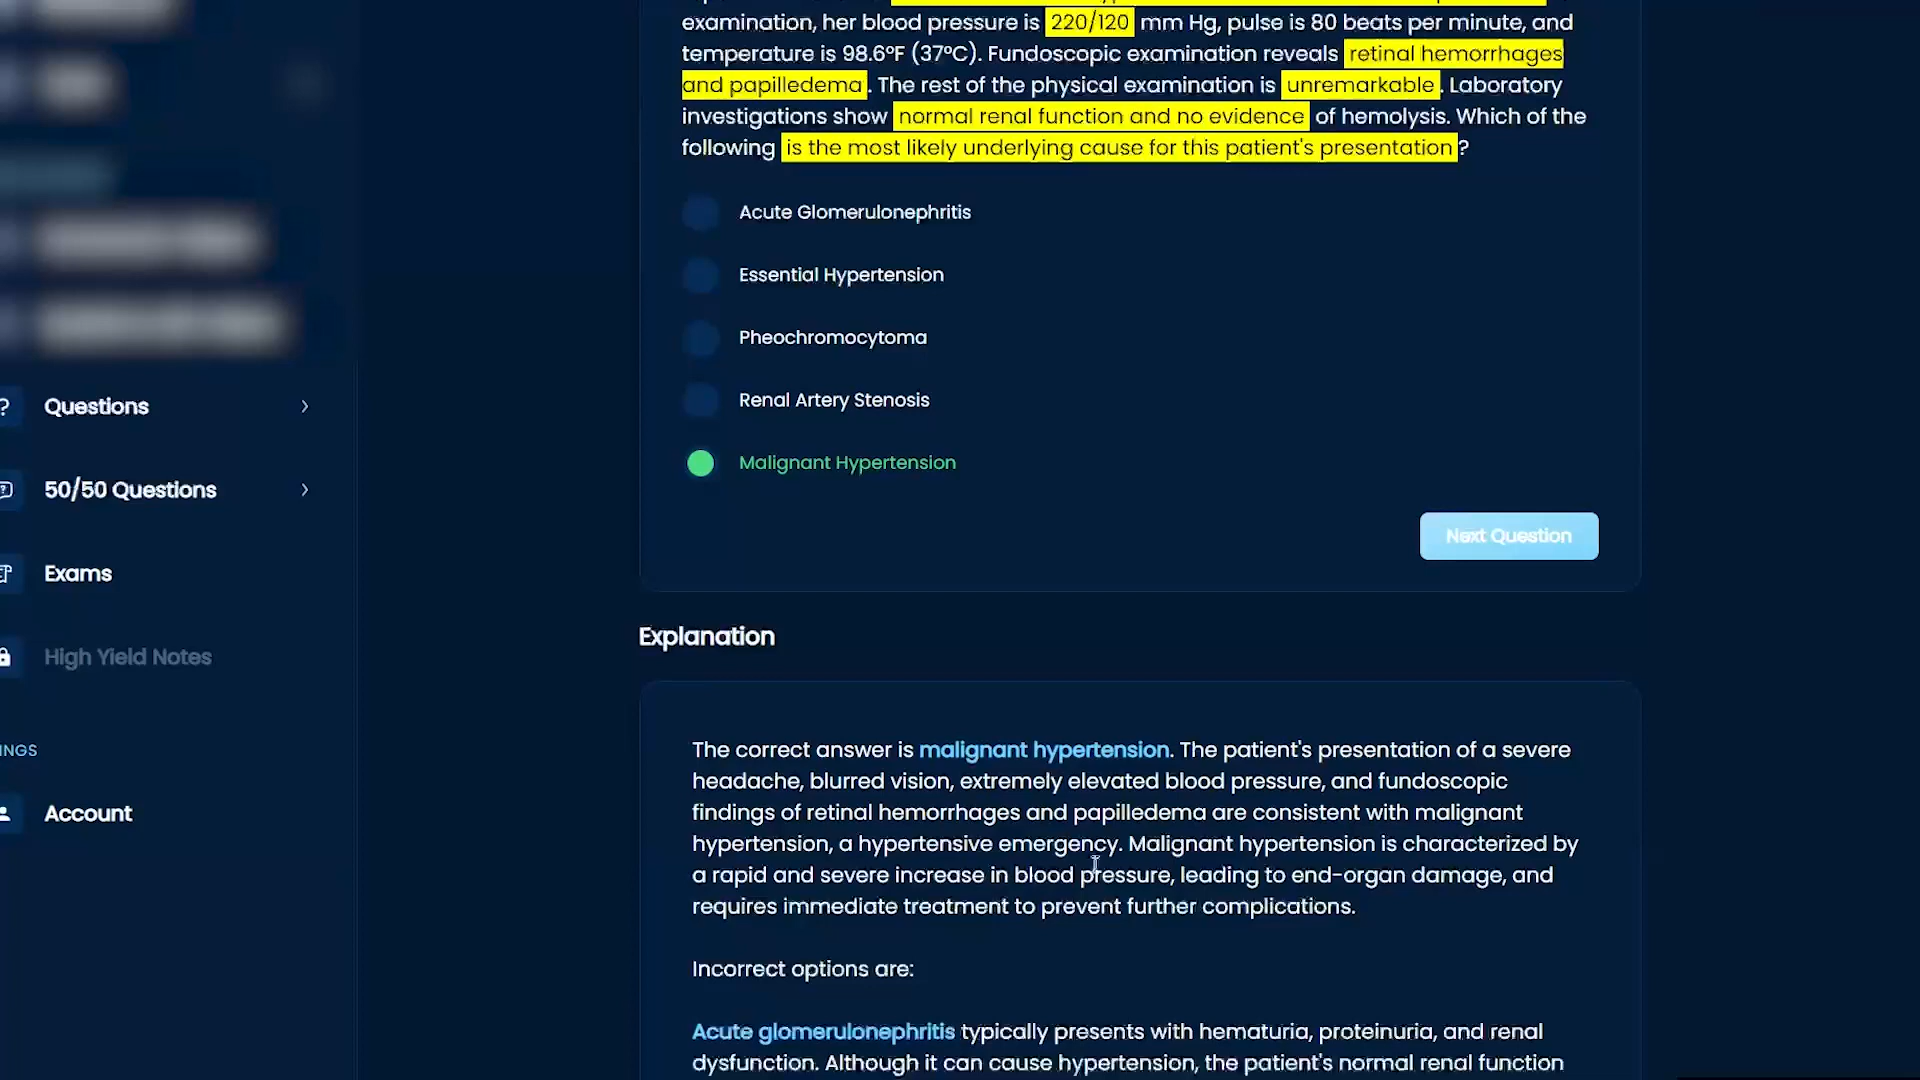 examination, her blood pressure is 220/120 mm Hg, pulse is 80 beats per minute, and
temperature is 98.6°F (37°C). Fundoscopic examination reveals retinal hemorrhages
and papilledema. The rest of the physical examination is unremarkable. Laboratory
investigations show normal renal function and no evidence of hemolysis. Which of the
following is the most likely underlying cause for this patient's presentation?
Acute Glomerulonephritis
Essential Hypertension
Pheochromocytoma
Renal Artery Stenosis
Malignant Hypertension
Next Question
Questions
50/50 Questions
Exams
High Yield Notes
INGS
Account
Explanation
The correct answer is malignant hypertension. The patient's presentation of a severe
headache, blurred vision, extremely elevated blood pressure, and fundoscopic
findings of retinal hemorrhages and papilledema are consistent with malignant
hypertension, a hypertensive emergency. Malignant hypertension is characterized by
a rapid and severe increase in blood pressure, leading to end-organ damage, and
requires immediate treatment to prevent further complications.
Incorrect options are:
Acute glomerulonephritis typically presents with hematuria, proteinuria, and renal
dysfunction. Although it can cause hypertension, the patient's normal renal function